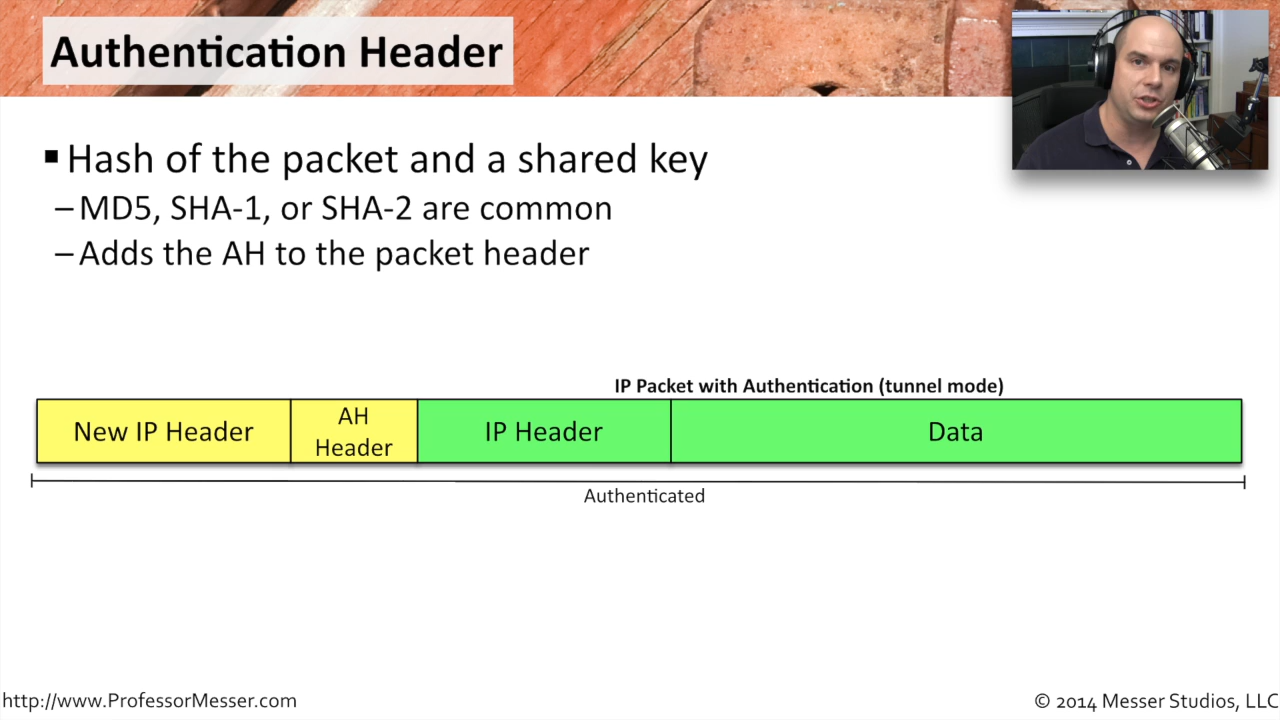 Authentication Header
▪ Hash of the packet and a shared key
– MD5, SHA-1, or SHA-2 are common
– Adds the AH to the packet header
IP Packet with Authentication (tunnel mode)
New IP Header
AH
Header
IP Header
Data
Authenticated
http://www.ProfessorMesser.com
© 2014 Messer Studios, LLC